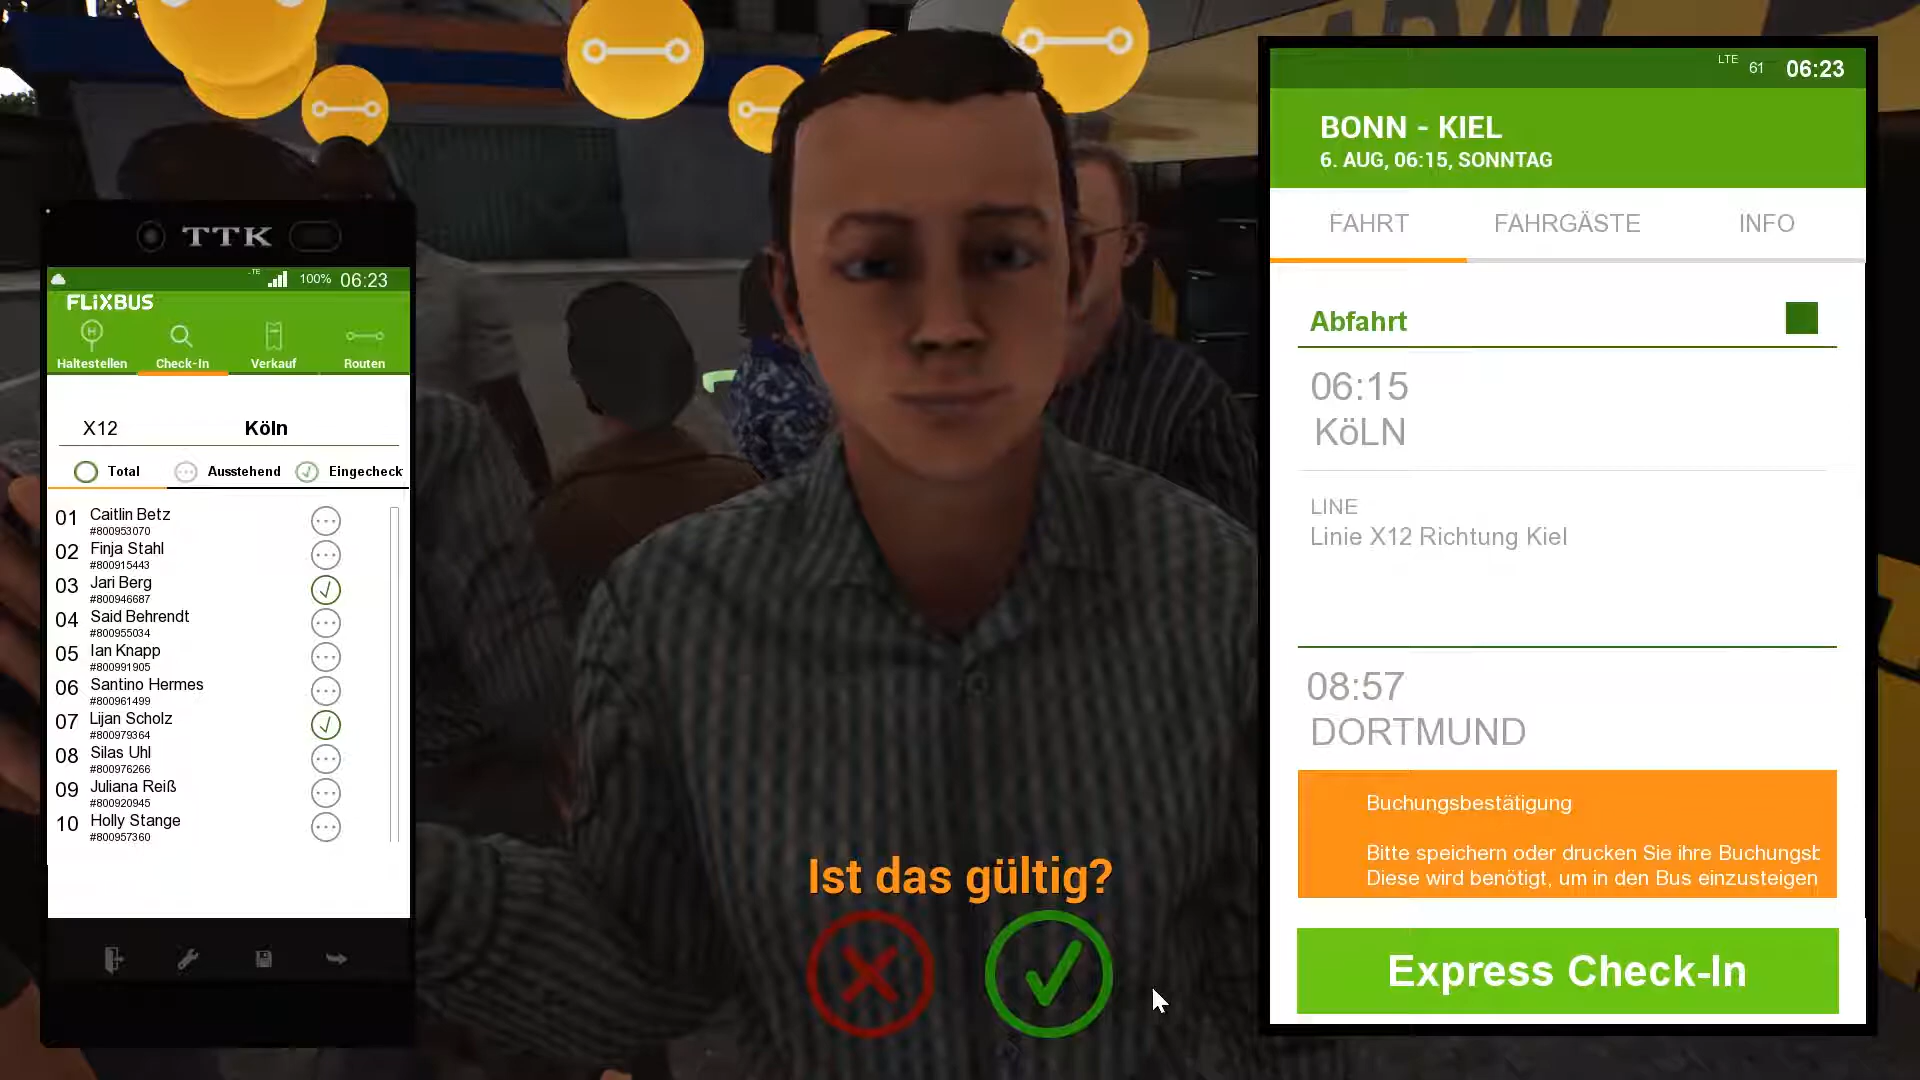 TTK
LTE 100% 06:23
FLiXBUS
Haltestellen Check-In Verkauf Routen
X12 Köln
Total Ausstehend Eingecheck
01 Caitlin Betz
#800953070
02 Finja Stahl
#800915443
03 Jari Berg
#800946687
04 Said Behrendt
#800955034
05 Ian Knapp
#800991905
06 Santino Hermes
#800961499
07 Lijan Scholz
#800979364
08 Silas Uhl
#800976266
09 Juliana Reiß
#800920945
10 Holly Stange
#800957360
Ist das gültig?
LTE 61 06:23
BONN - KIEL
6. AUG, 06:15, SONNTAG
FAHRT FAHRGÄSTE INFO
Abfahrt
06:15
KöLN
LINE
Linie X12 Richtung Kiel
08:57
DORTMUND
Buchungsbestätigung
Bitte speichern oder drucken Sie ihre Buchungsb
Diese wird benötigt, um in den Bus einzusteigen
Express Check-In